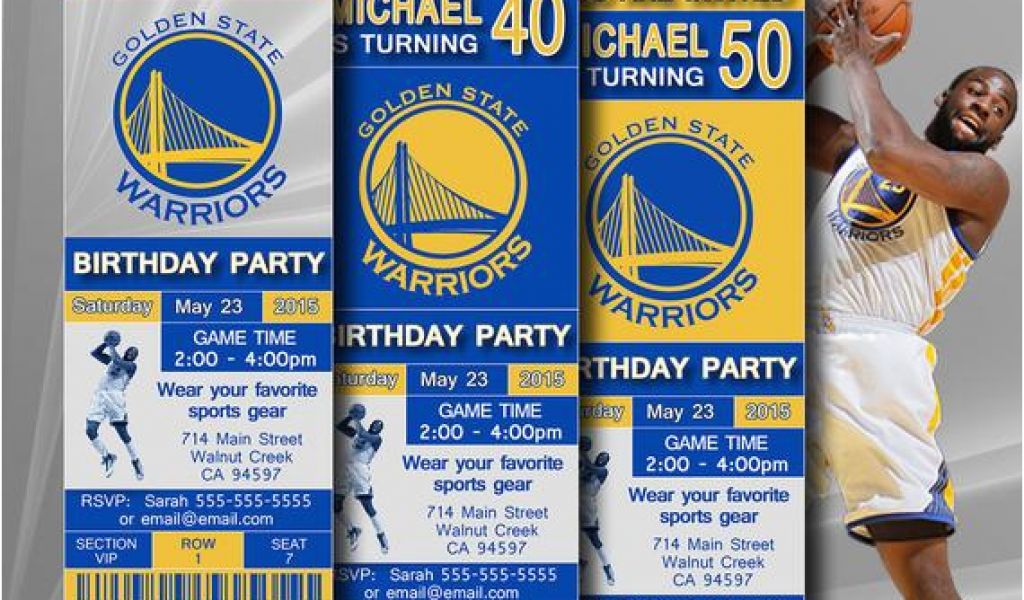 GOLDEN STATE
WARRIORS
BIRTHDAY PARTY
Saturday May 23 2015
GAME TIME
2:00 - 4:00pm
Wear your favorite
sports gear
714 Main Street
Walnut Creek
CA 94597
RSVP: Sarah 555-555-5555
or email@email.com
SECTION
VIP
ROW
1
SEAT
7
MICHAEL
S TURNING 40
GOLDEN STATE
WARRIORS
BIRTHDAY PARTY
turday May 23 2015
GAME TIME
2:00 - 4:00pm
Wear your favorite
sports gear
714 Main Street
Walnut Creek
CA 94597
SVP: Sarah 555-555-5555
or email@email.com
ICHAEL
TURNING 50
GOLDEN STATE
WARRIORS
RTHDAY PARTY
rday May 23 2015
GAME TIME
2:00 - 4:00pm
Wear your favorite
sports gear
714 Main Street
Walnut Creek
CA 94597
WARRIORS